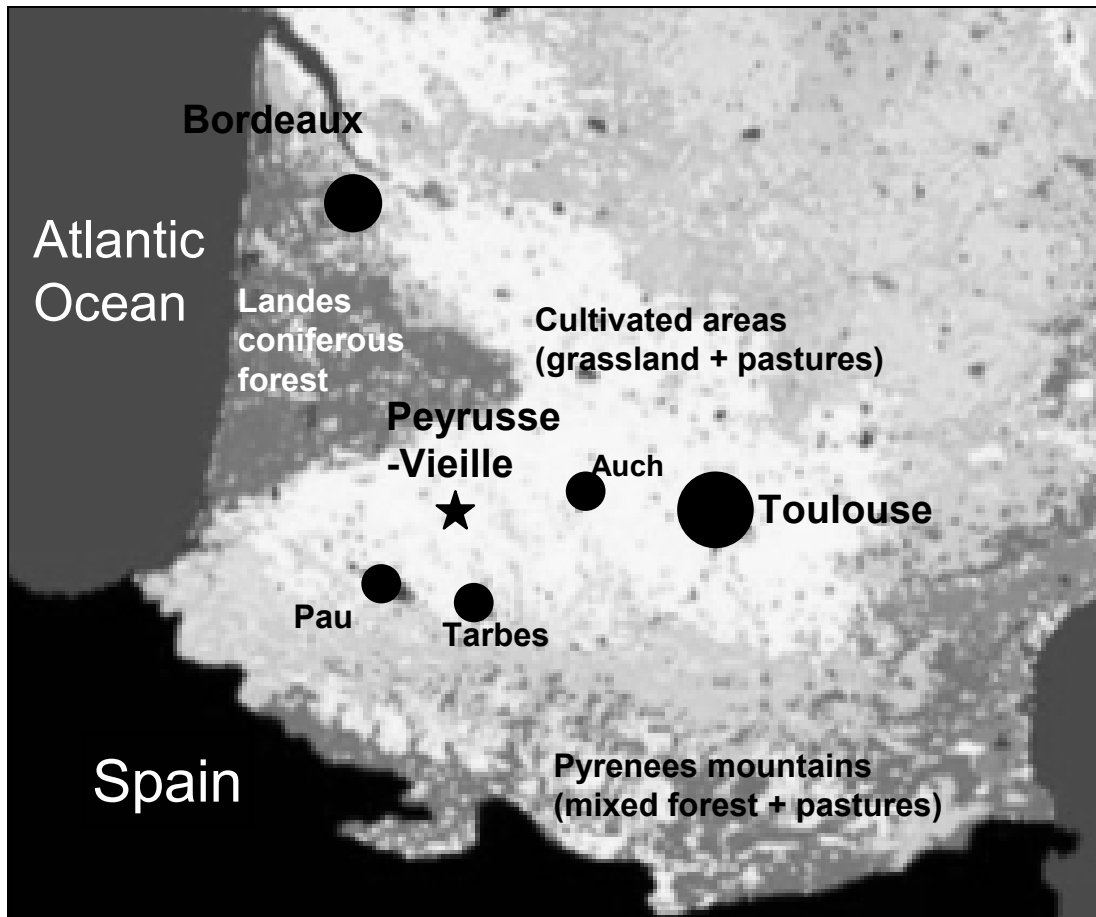 Bordeaux
Atlantic
Ocean
Landes
coniferous
forest
Cultivated areas
(grassland + pastures)
Peyrusse
-Vieille
Auch
Toulouse
Pau
Tarbes
Spain
Pyrenees mountains
(mixed forest + pastures)